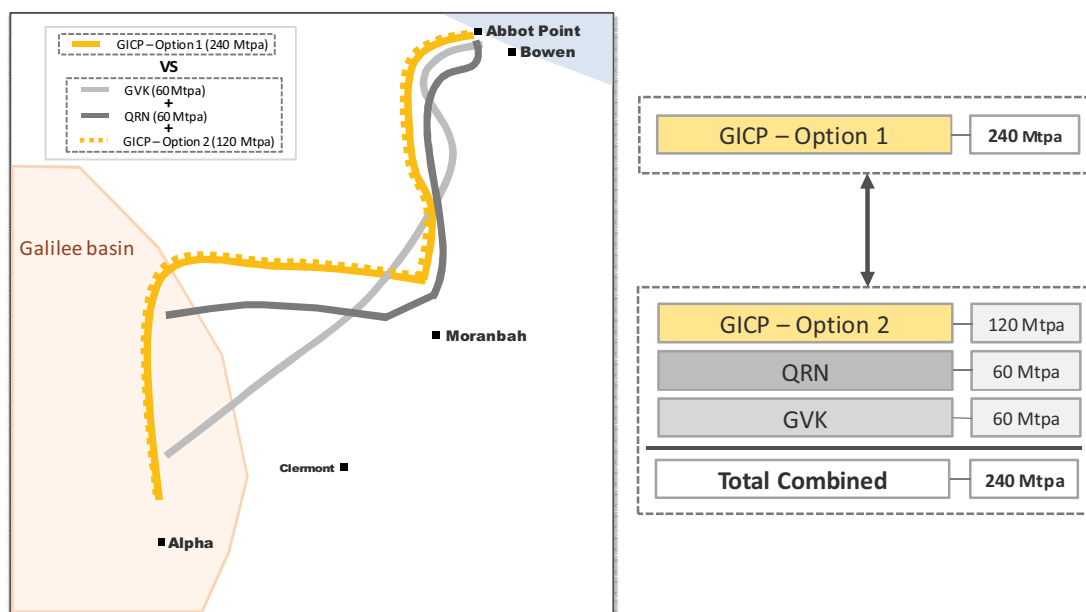 GICP – Option 1 (240 Mtpa)
VS
GVK (60 Mtpa)
+
QRN (60 Mtpa)
+
GICP – Option 2 (120 Mtpa)
Abbot Point
Bowen
Galilee basin
Moranbah
Clermont
Alpha
GICP – Option 1
240 Mtpa
GICP – Option 2
120 Mtpa
QRN
60 Mtpa
GVK
60 Mtpa
Total Combined
240 Mtpa